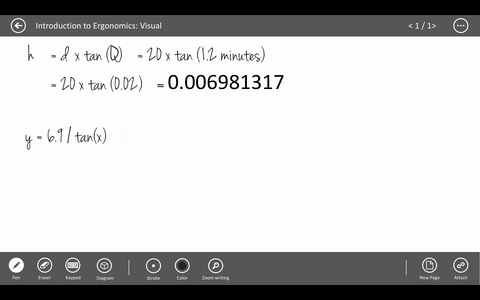 Introduction to Ergonomics: Visual
< 1 / 1>
h = d x tan (Q) = 20 x tan (1.2 minutes)
= 20 x tan (0.02) = 0.006981317
y = 6.9 / tan(x)
Pen Eraser Keypad Diagram Stroke Color Zoom writing New Page Attach